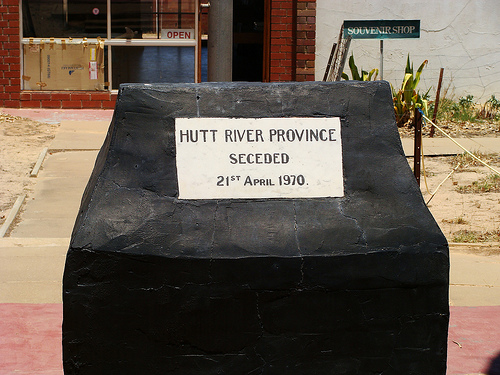 OPEN
SOUVENIR SHOP
HUTT RIVER PROVINCE
SECEDED
21ST APRIL 1970.